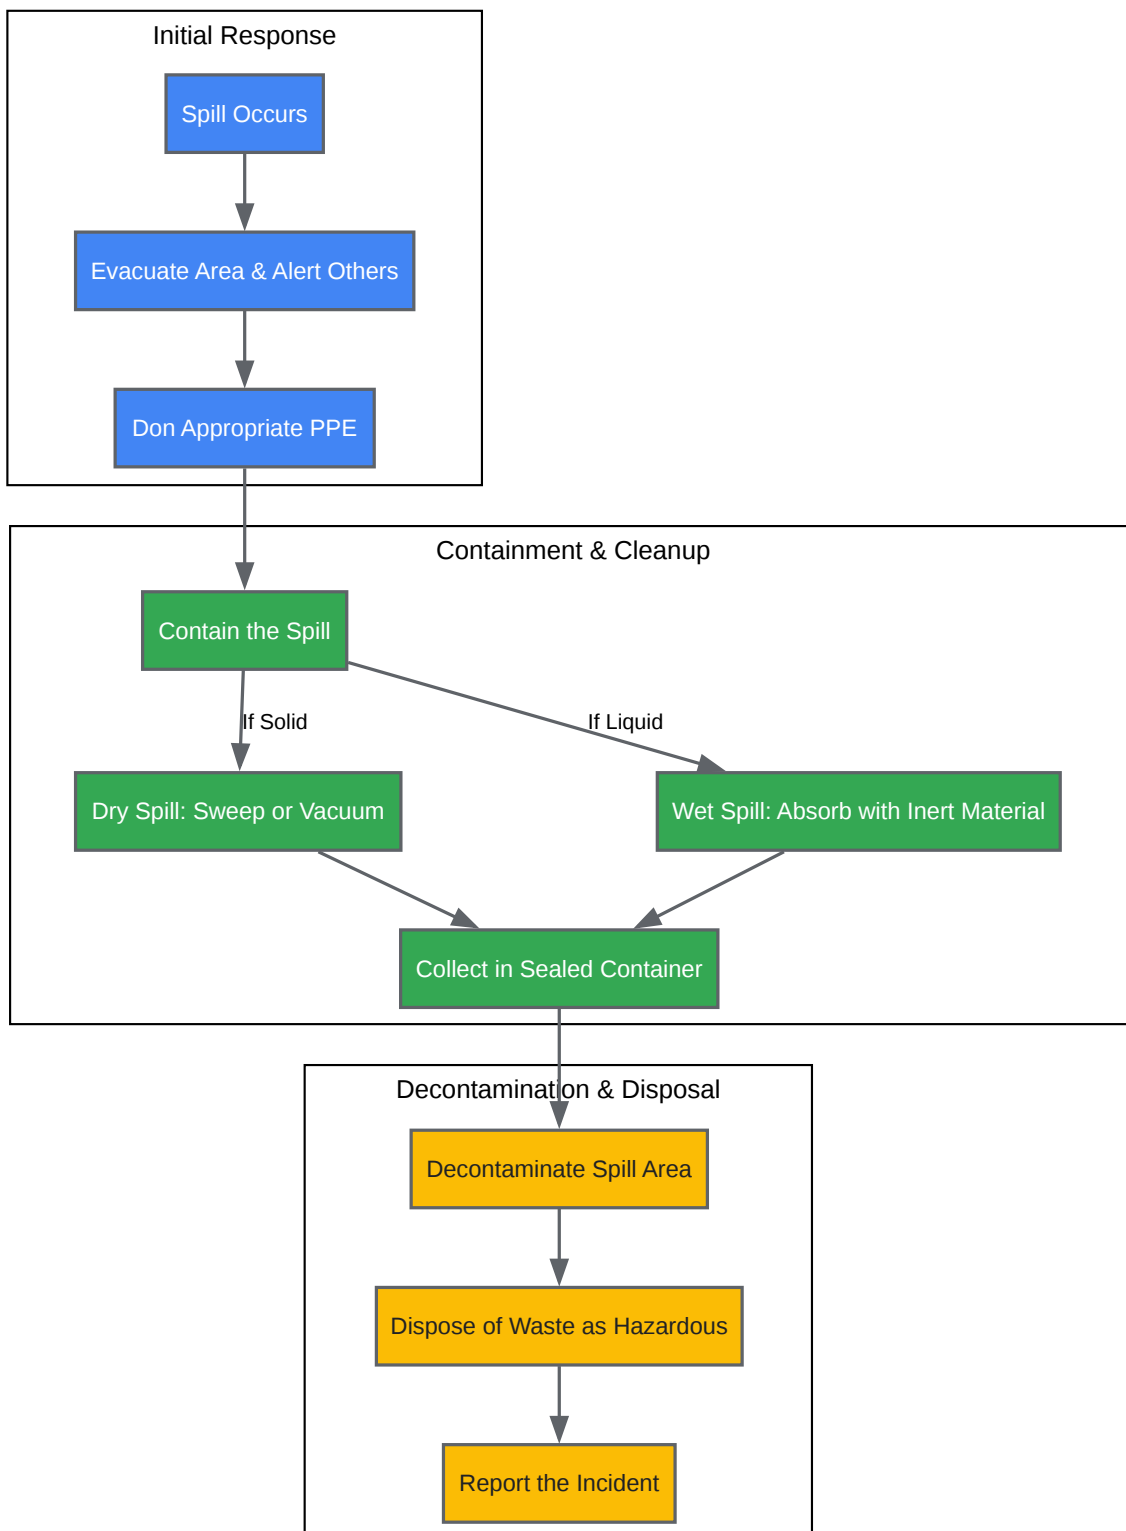 Initial Response
Spill Occurs
Evacuate Area & Alert Others
Don Appropriate PPE
Containment & Cleanup
Contain the Spill
If Solid
If Liquid
Dry Spill: Sweep or Vacuum
Wet Spill: Absorb with Inert Material
Collect in Sealed Container
Decontamination & Disposal
Decontaminate Spill Area
Dispose of Waste as Hazardous
Report the Incident